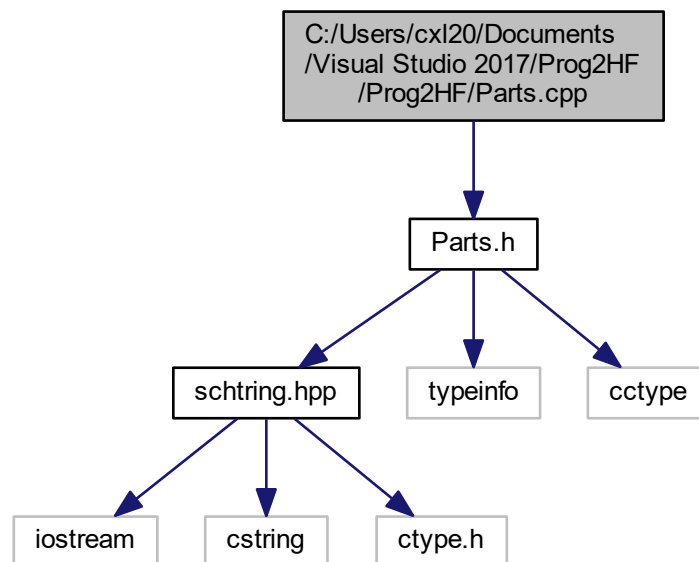 C:/Users/cxl20/Documents
/Visual Studio 2017/Prog2HF
/Prog2HF/Parts.cpp
Parts.h
schtring.hpp
typeinfo
cctype
iostream
cstring
ctype.h